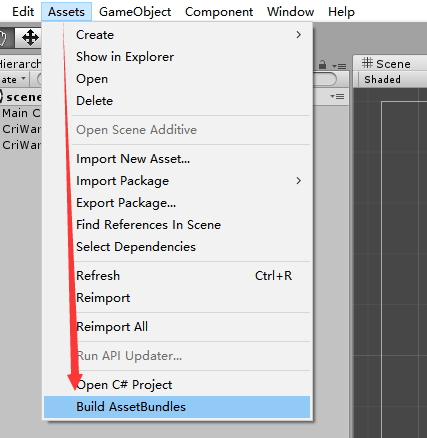 Edit Assets GameObject Component Window Help
Hierarch
ate
scene
Main C
CriWar
CriWar
Create
Show in Explorer
Open
Delete
Open Scene Additive
Import New Asset...
Import Package
Export Package...
Find References In Scene
Select Dependencies
Refresh Ctrl+R
Reimport
Reimport All
Run API Updater...
Open C# Project
Build AssetBundles
Scene
Shaded